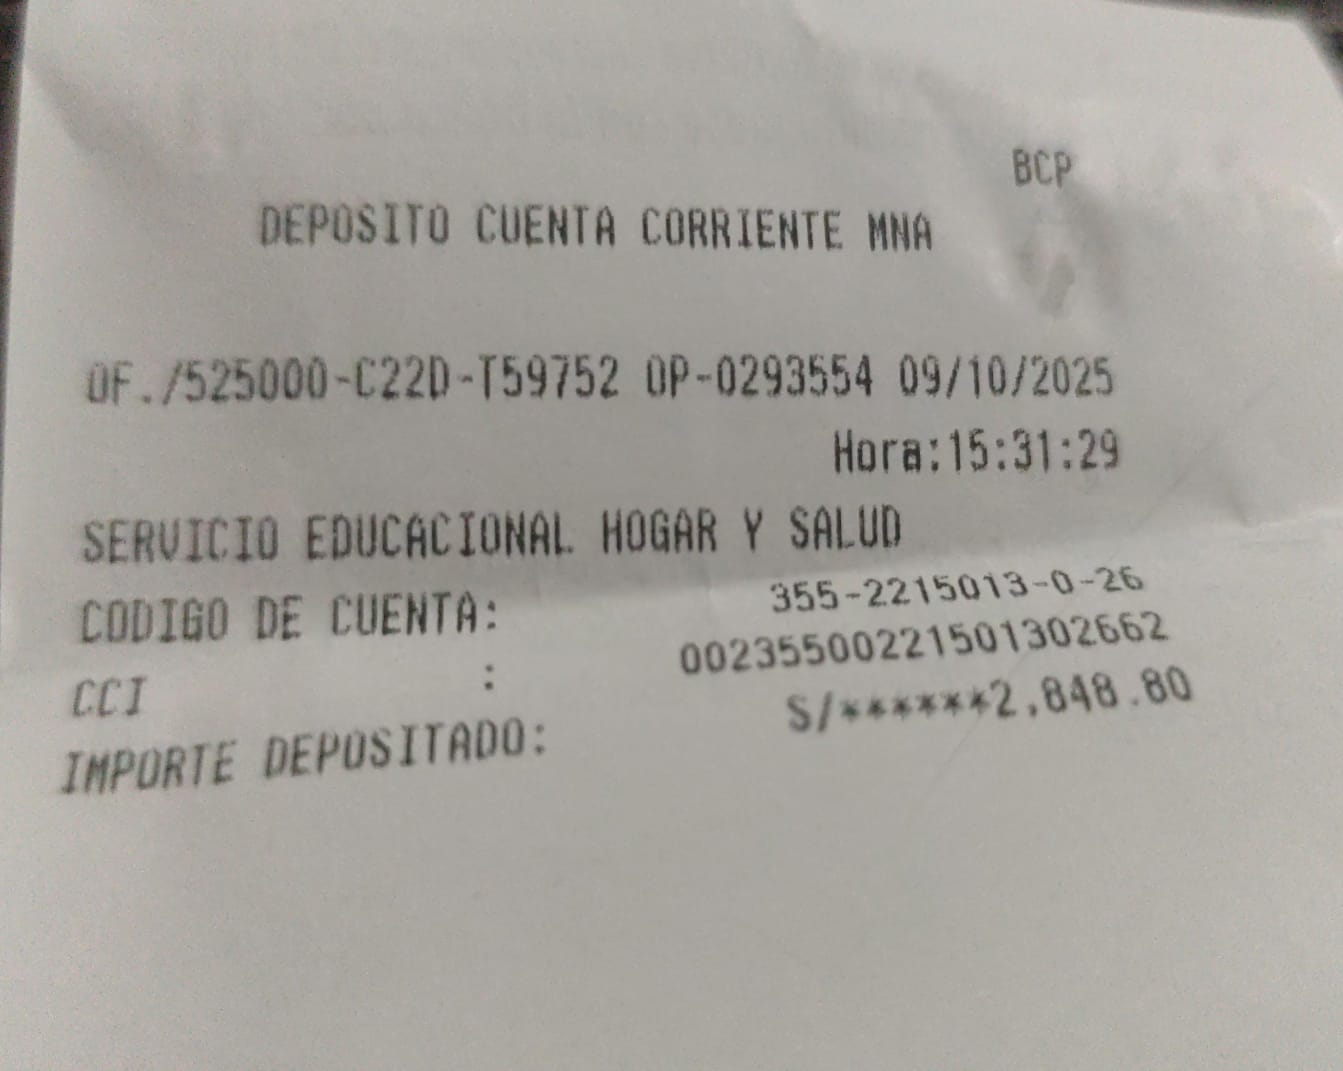 BCP
DEPOSITO CUENTA CORRIENTE MNA
OF./525000-C22D-T59752 OP-0293554 09/10/2025
Hora:15:31:29
SERVICIO EDUCACIONAL HOGAR Y SALUD
CODIGO DE CUENTA: 355-2215013-0-26
CCI : 00235500221501302662
IMPORTE DEPOSITADO: S/******2,848.80